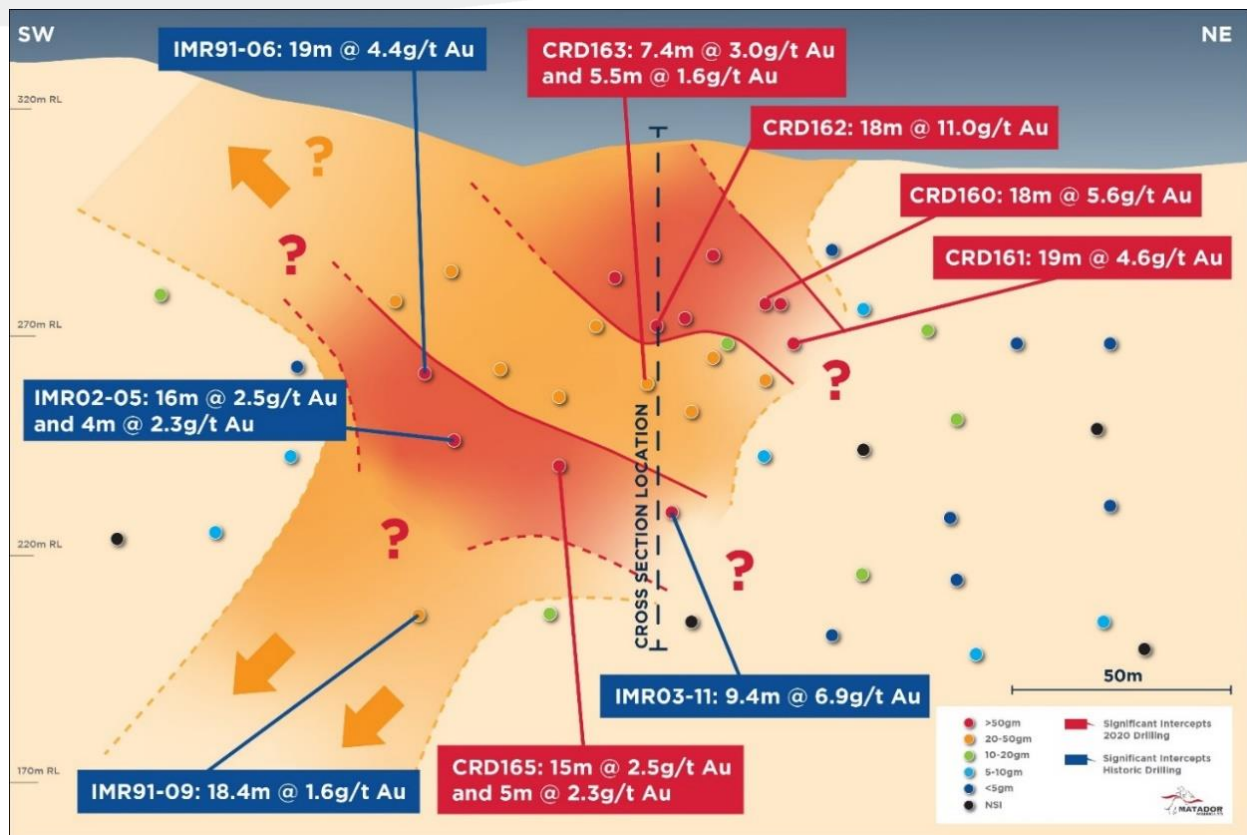 SW
NE
IMR91-06: 19m @ 4.4g/t Au
CRD163: 7.4m @ 3.0g/t Au
and 5.5m @ 1.6g/t Au
320m RL
CRD162: 18m @ 11.0g/t Au
?
CRD160: 18m @ 5.6g/t Au
?
CRD161: 19m @ 4.6g/t Au
270m RL
?
IMR02-05: 16m @ 2.5g/t Au
and 4m @ 2.3g/t Au
CROSS SECTION LOCATION
?
220m RL
?
50m
IMR03-11: 9.4m @ 6.9g/t Au
>50gm
20-50gm
10-20gm
5-10gm
<5gm
NSI
Significant Intercepts
2020 Drilling
Significant Intercepts
Historic Drilling
CRD165: 15m @ 2.5g/t Au
and 5m @ 2.3g/t Au
170m RL
IMR91-09: 18.4m @ 1.6g/t Au
MATADOR